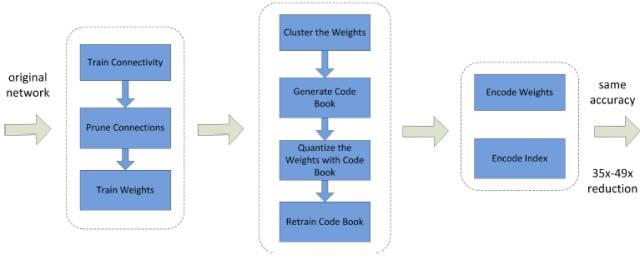 original
network
Train Connectivity
Prune Connections
Train Weights
Cluster the Weights
Generate Code
Book
Quantize the
Weights with Code
Book
Retrain Code Book
Encode Weights
Encode Index
same
accuracy
35x-49x
reduction